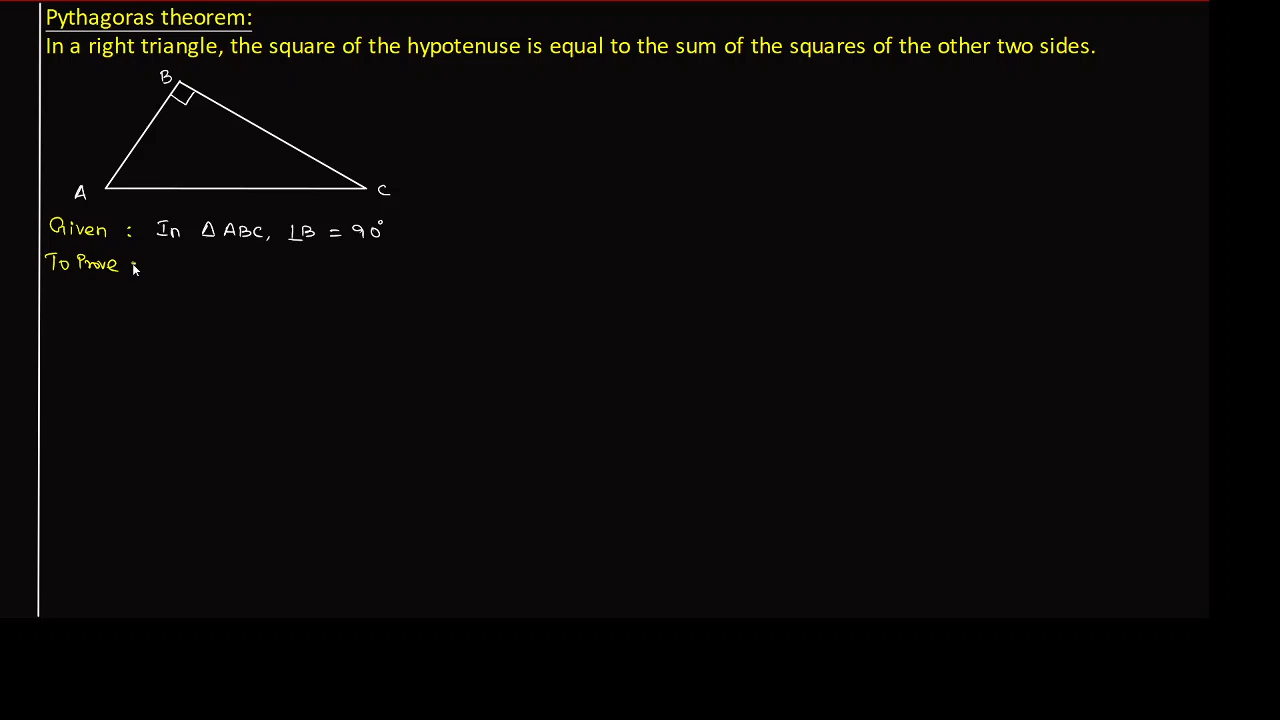 Pythagoras theorem:
In a right triangle, the square of the hypotenuse is equal to the sum of the squares of the other two sides.
B
A
C
Given : In Δ ABC, ∠B = 90°
To Prove :